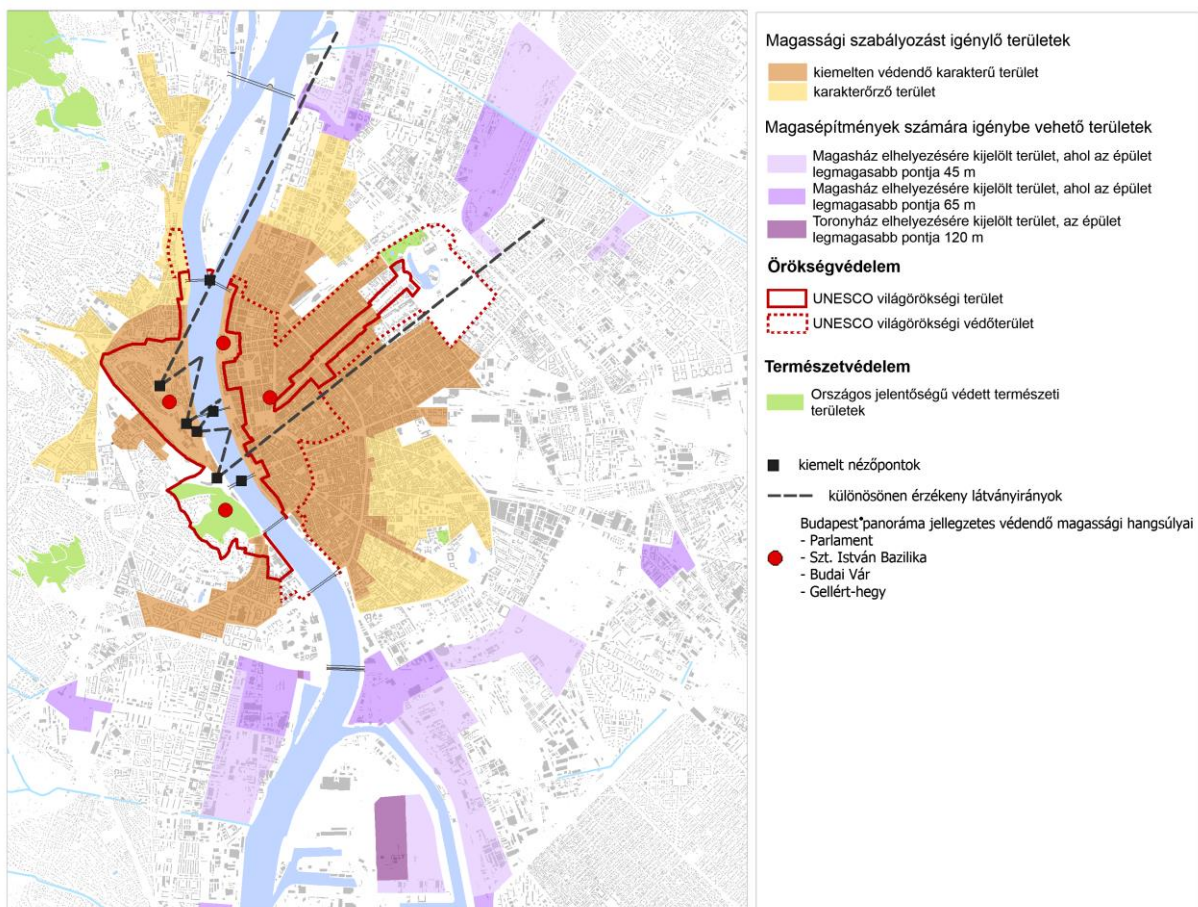 Magassági szabályozást igénylő területek
kiemelten védendő karakterű terület
karakterőrző terület
Magasépítmények számára igénybe vehető területek
Magasház elhelyezésére kijelölt terület, ahol az épület
legmagasabb pontja 45 m
Magasház elhelyezésére kijelölt terület, ahol az épület
legmagasabb pontja 65 m
Toronyház elhelyezésére kijelölt terület, az épület
legmagasabb pontja 120 m
Örökségvédelem
UNESCO világörökségi terület
UNESCO világörökségi védőterület
Természetvédelem
Országos jelentőségű védett természeti
területek
kiemelt nézőpontok
különösönen érzékeny látványirányok
Budapest panoráma jellegzetes védendő magassági hangsúlyai
- Parlament
- Szt. István Bazilika
- Budai Vár
- Gellért-hegy